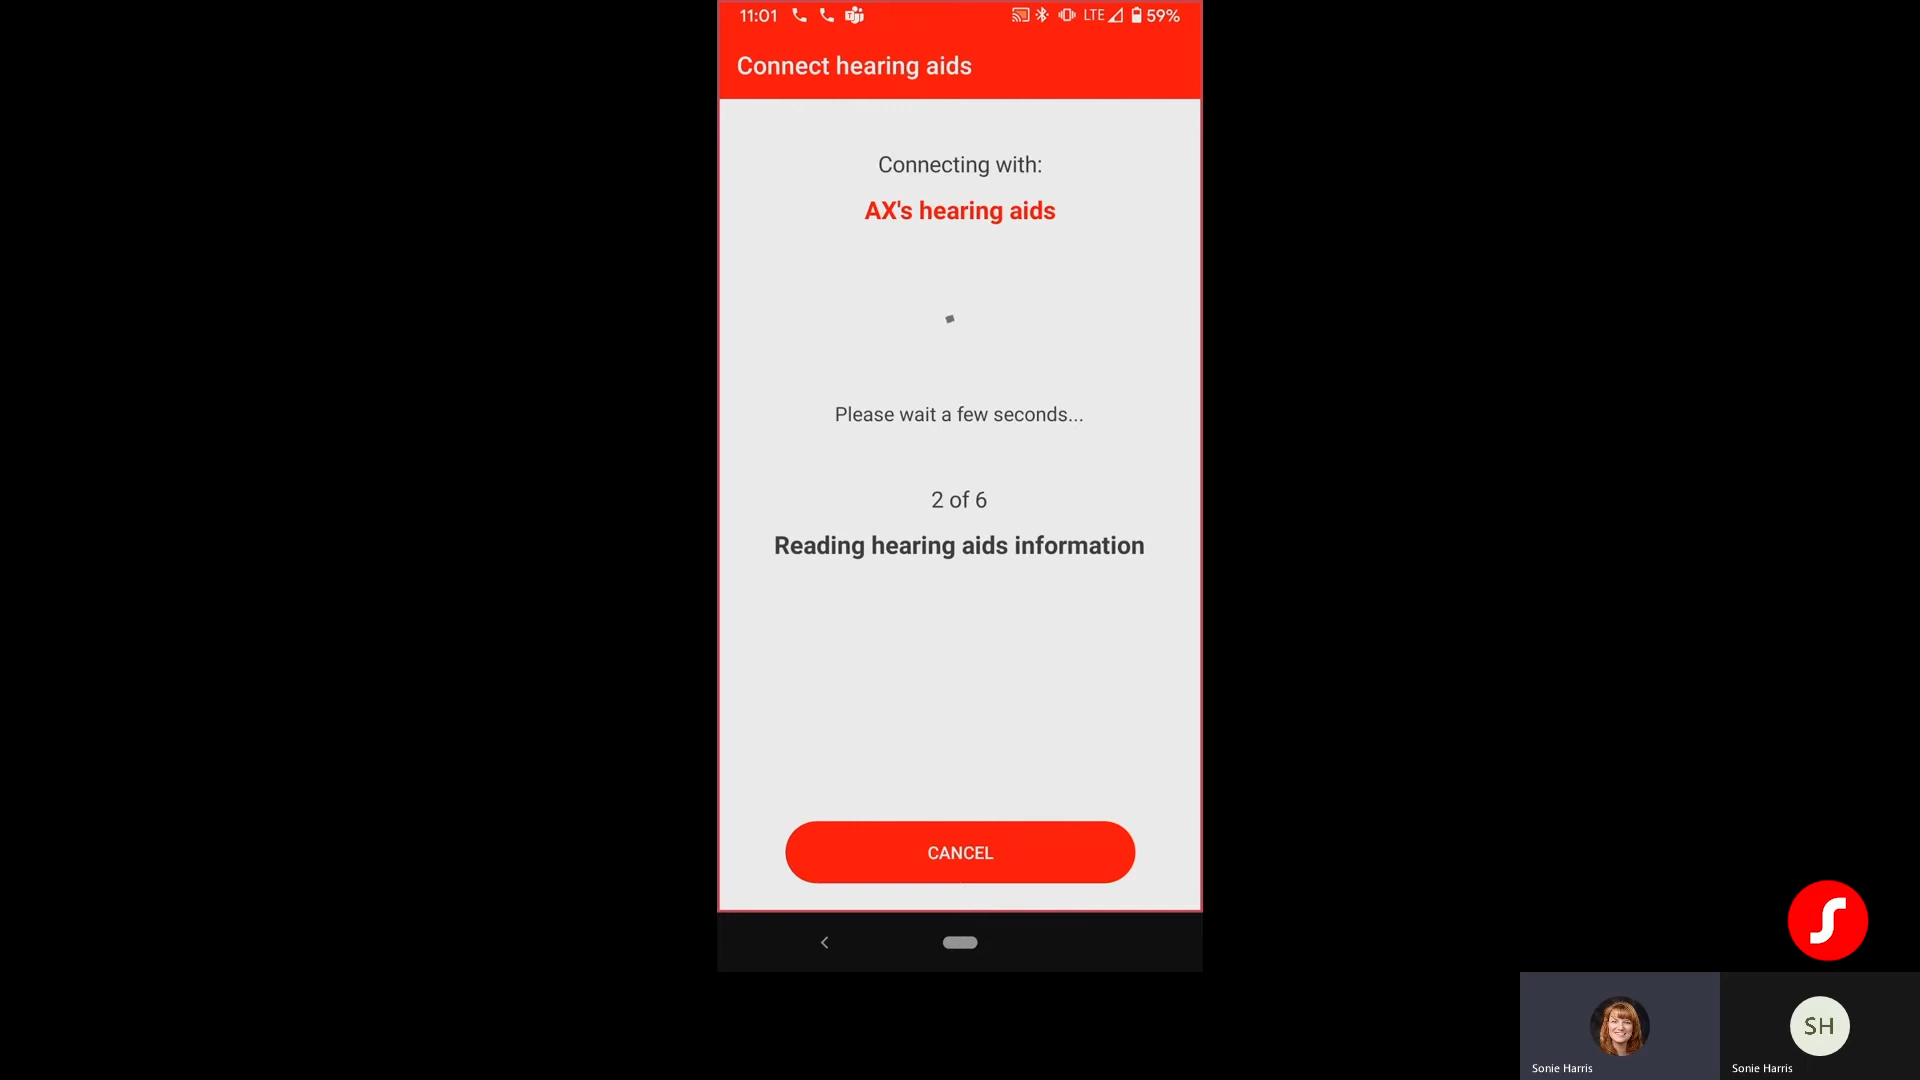 11:01 LTE 59%
Connect hearing aids
Connecting with:
AX's hearing aids
Please wait a few seconds...
2 of 6
Reading hearing aids information
CANCEL
SH
Sonie Harris
Sonie Harris